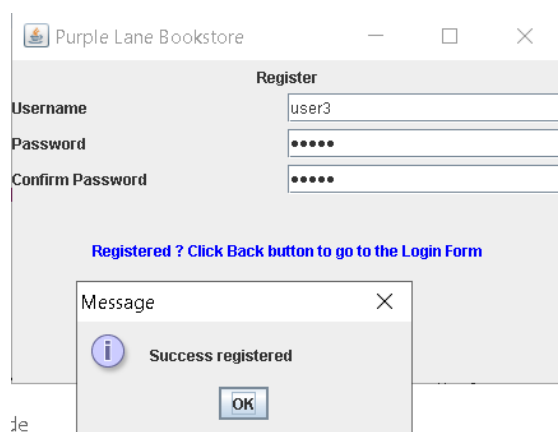 Purple Lane Bookstore
Register
Username user3
Password •••••
Confirm Password •••••
Registered ? Click Back button to go to the Login Form
Message
Success registered
OK
de